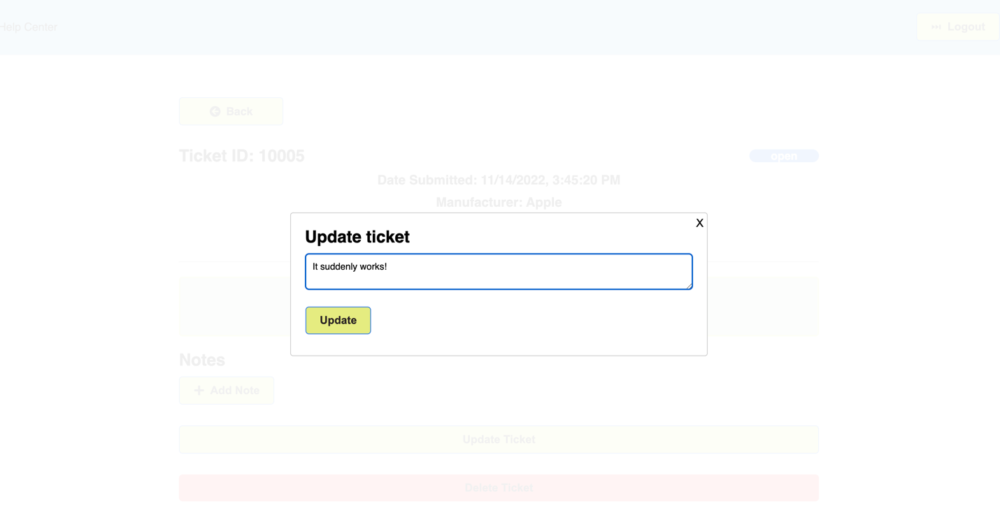 Help Center
Logout
Back
Ticket ID: 10005
open
Date Submitted: 11/14/2022, 3:45:20 PM
Manufacturer: Apple
X
Update ticket
It suddenly works!
Update
Notes
Add Note
Update Ticket
Delete Ticket